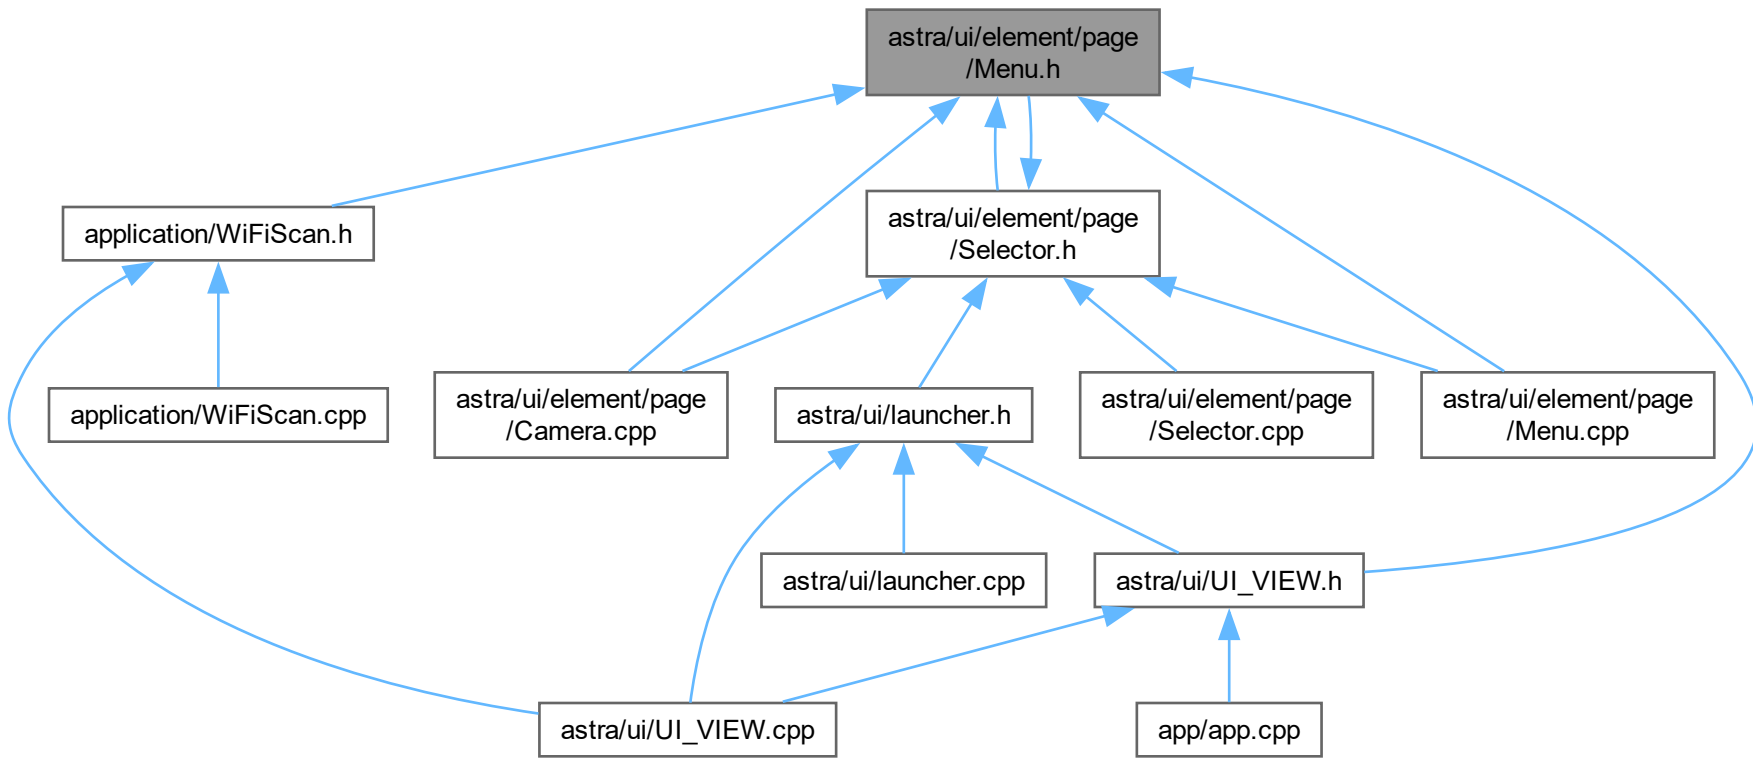 astra/ui/element/page
/Menu.h
application/WiFiScan.h
astra/ui/element/page
/Selector.h
application/WiFiScan.cpp
astra/ui/element/page
/Camera.cpp
astra/ui/launcher.h
astra/ui/element/page
/Selector.cpp
astra/ui/element/page
/Menu.cpp
astra/ui/launcher.cpp
astra/ui/UI_VIEW.h
astra/ui/UI_VIEW.cpp
app/app.cpp